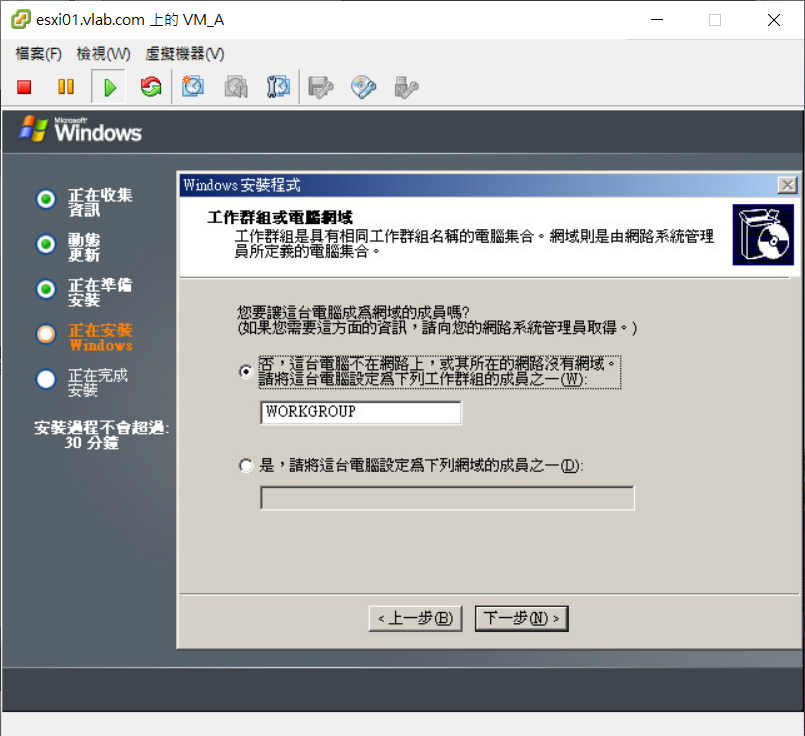 esxi01.vlab.com 上的 VM_A
檔案(F) 檢視(W) 虛擬機器(V)
Microsoft
Windows
正在收集
資訊
動態
更新
正在準備
安裝
正在安裝
Windows
正在完成
安裝
安裝過程不會超過:
30 分鐘
Windows 安裝程式
工作群組或電腦網域
工作群組是具有相同工作群組名稱的電腦集合。網域則是由網路系統管理
員所定義的電腦集合。
您要讓這台電腦成為網域的成員嗎?
(如果您需要這方面的資訊，請向您的網路系統管理員取得。)
否，這台電腦不在網路上，或其所在的網路沒有網域。
請將這台電腦設定為下列工作群組的成員之一(W):
WORKGROUP
是，請將這台電腦設定為下列網域的成員之一(D):
< 上一步(B)
下一步(N) >